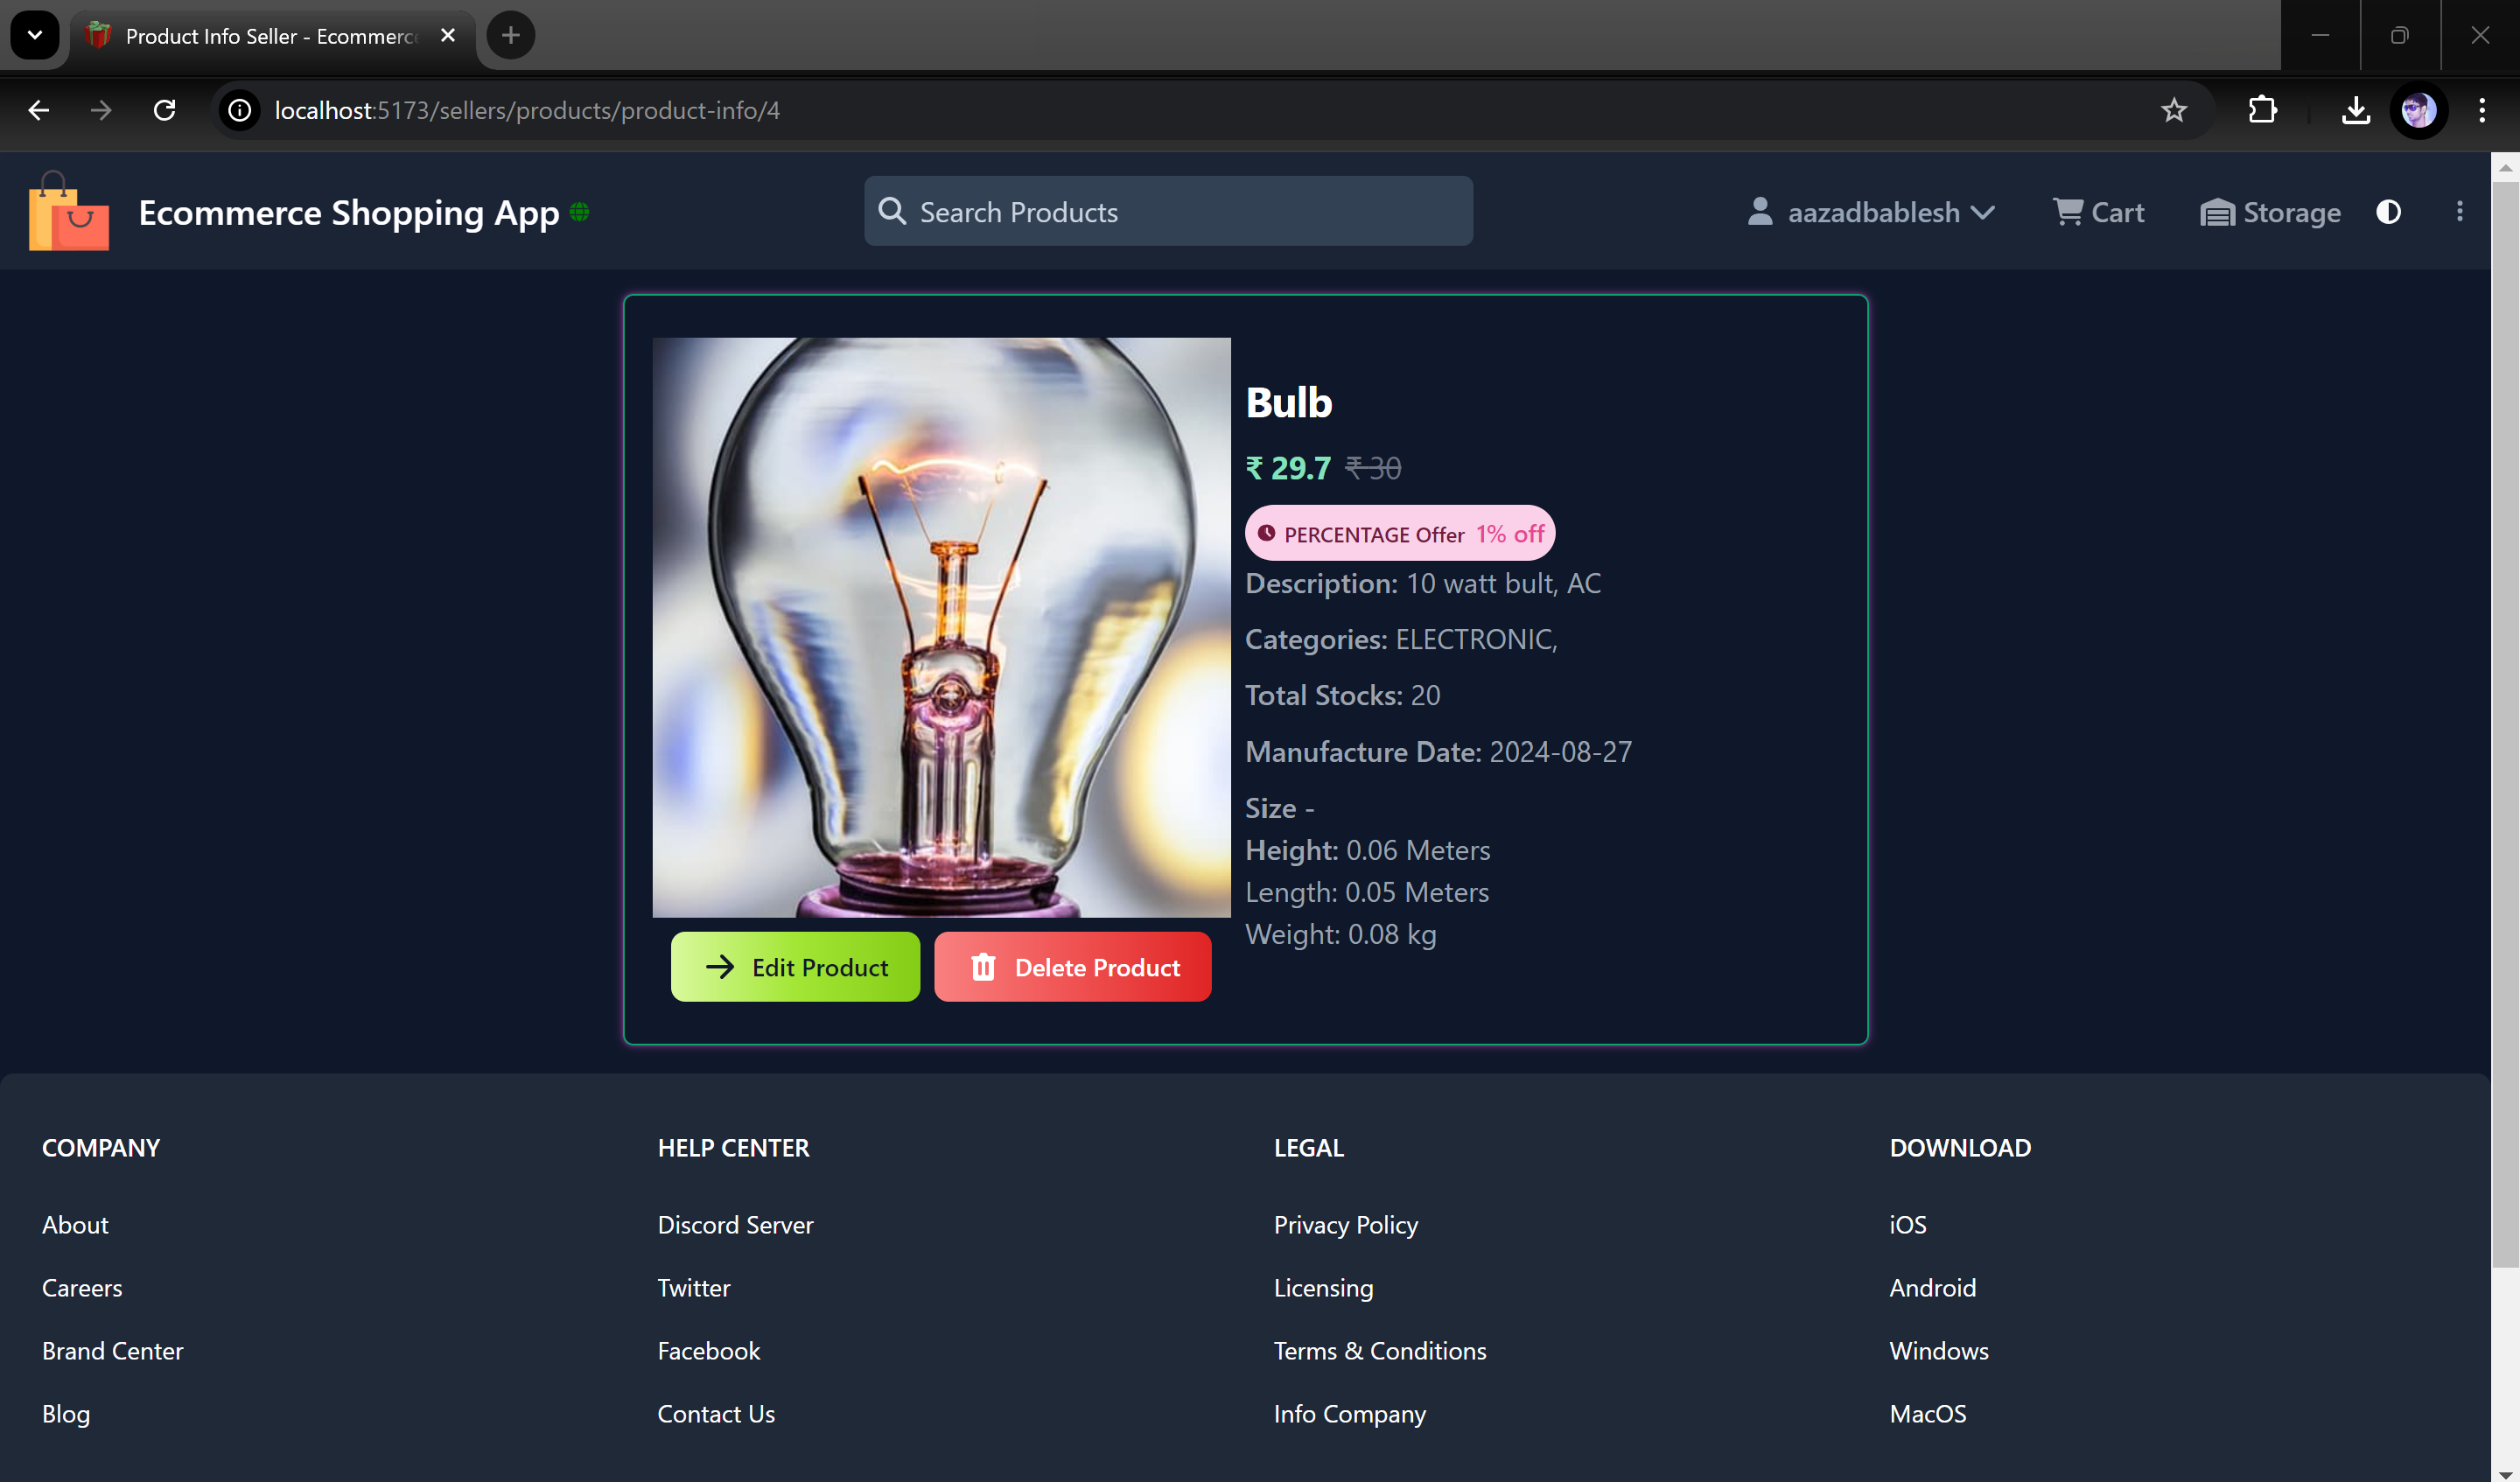 Product Info Seller - Ecommerc
localhost:5173/sellers/products/product-info/4
Ecommerce Shopping App
Search Products
aazadbablesh
Cart
Storage
Bulb
₹ 29.7 ₹ 30
PERCENTAGE Offer 1% off
Description: 10 watt bult, AC
Categories: ELECTRONIC,
Total Stocks: 20
Manufacture Date: 2024-08-27
Size -
Height: 0.06 Meters
Length: 0.05 Meters
Weight: 0.08 kg
Edit Product
Delete Product
COMPANY
About
Careers
Brand Center
Blog
HELP CENTER
Discord Server
Twitter
Facebook
Contact Us
LEGAL
Privacy Policy
Licensing
Terms & Conditions
Info Company
DOWNLOAD
iOS
Android
Windows
MacOS